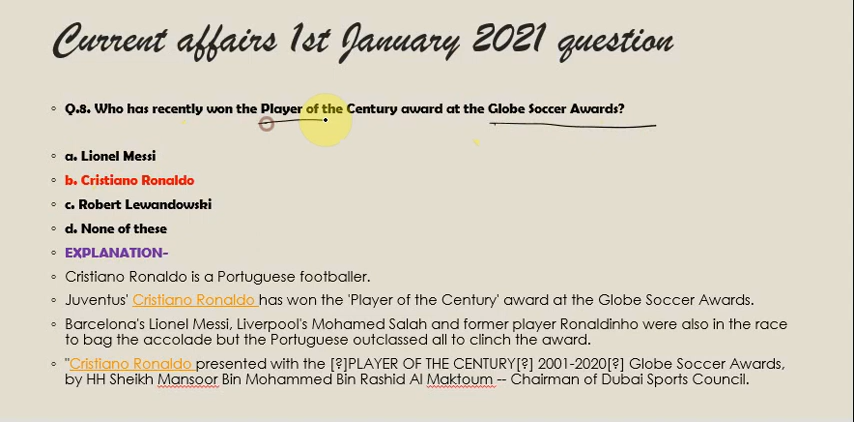 Current affairs 1st January 2021 question
Q.8. Who has recently won the Player of the Century award at the Globe Soccer Awards?
a. Lionel Messi
b. Cristiano Ronaldo
c. Robert Lewandowski
d. None of these
EXPLANATION-
Cristiano Ronaldo is a Portuguese footballer.
Juventus' Cristiano Ronaldo has won the 'Player of the Century' award at the Globe Soccer Awards.
Barcelona's Lionel Messi, Liverpool's Mohamed Salah and former player Ronaldinho were also in the race
to bag the accolade but the Portuguese outclassed all to clinch the award.
"Cristiano Ronaldo presented with the [?]PLAYER OF THE CENTURY[?] 2001-2020[?] Globe Soccer Awards,
by HH Sheikh Mansoor Bin Mohammed Bin Rashid Al Maktoum -- Chairman of Dubai Sports Council.